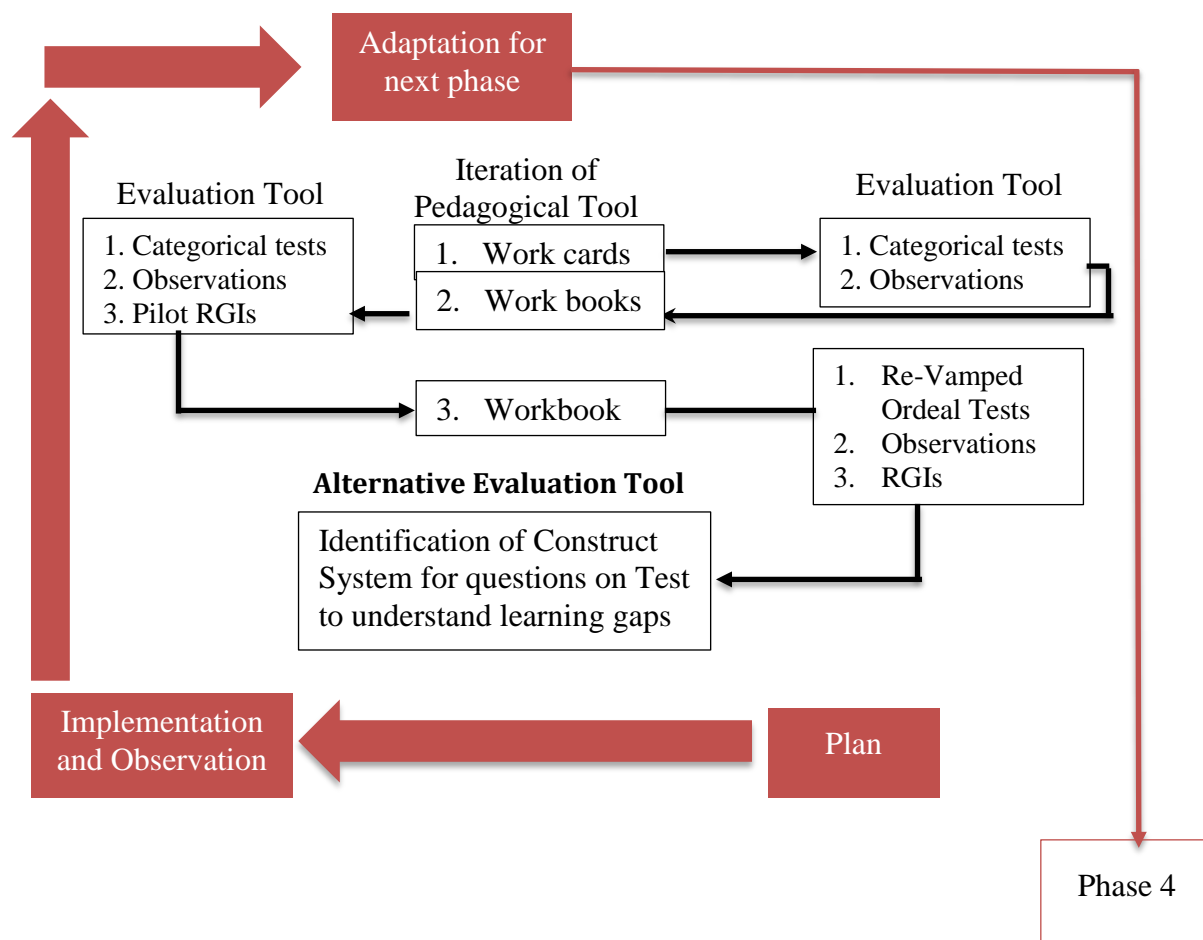 Adaptation for
next phase
Evaluation Tool
1. Categorical tests
2. Observations
3. Pilot RGIs
Iteration of
Pedagogical Tool
1. Work cards
2. Work books
Evaluation Tool
1. Categorical tests
2. Observations
3. Workbook
1. Re-Vamped
Ordeal Tests
2. Observations
3. RGIs
Alternative Evaluation Tool
Identification of Construct
System for questions on Test
to understand learning gaps
Implementation
and Observation
Plan
Phase 4